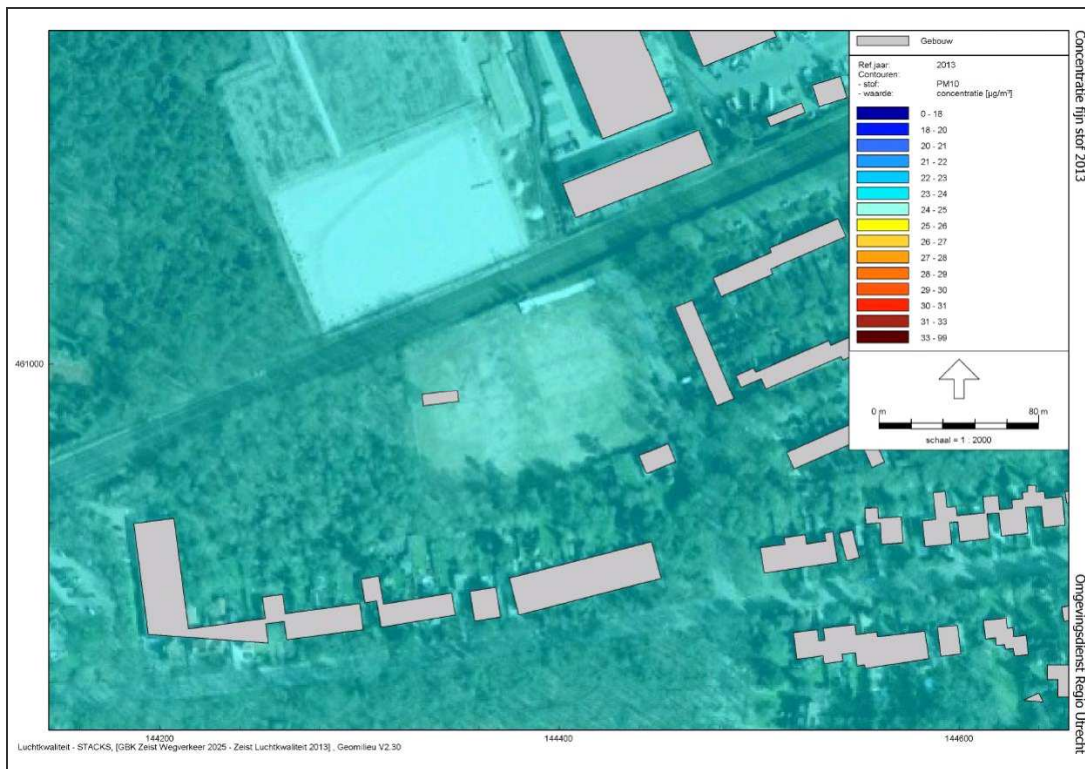 Concentratie fijn stof 2013
Gebouw
Ref jaar: 2013
Contouren:
- stof: PM10
- waarde: concentratie [µg/m³]
0 - 18
18 - 20
20 - 21
21 - 22
22 - 23
23 - 24
24 - 25
25 - 26
26 - 27
27 - 28
28 - 29
29 - 30
30 - 31
31 - 33
33 - 99
0 m 80 m
schaal = 1 : 2000
461000
144200 144400 144600
Luchtkwaliteit - STACKS, [GBK Zeist Wegverkeer 2025 - Zeist Luchtkwaliteit 2013] , Geomilieu V2.30
Omgevingsdienst Regio Utrecht